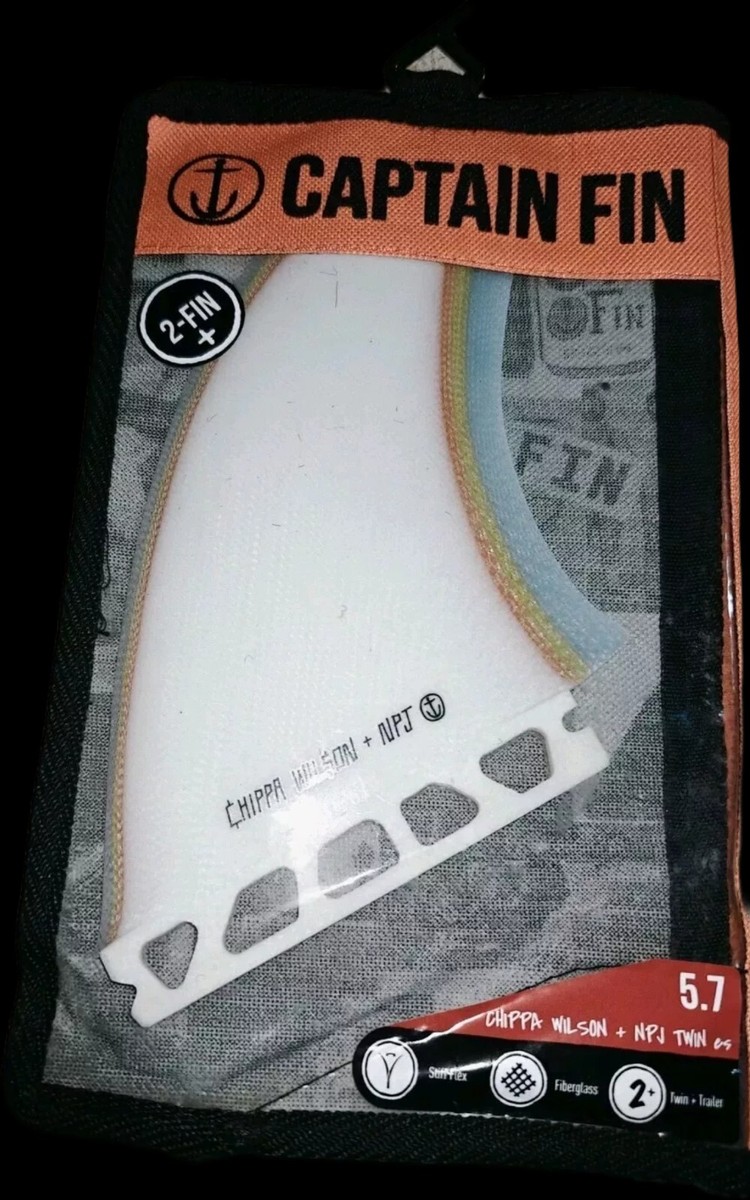 CAPTAIN FIN
2-FIN
+
FIN
FIN
CHIPPA WILSON + NPJ
5.7
CHIPPA WILSON + NPJ TWIN
Stiff Flex
Fiberglass
2+
Twin + Trailer